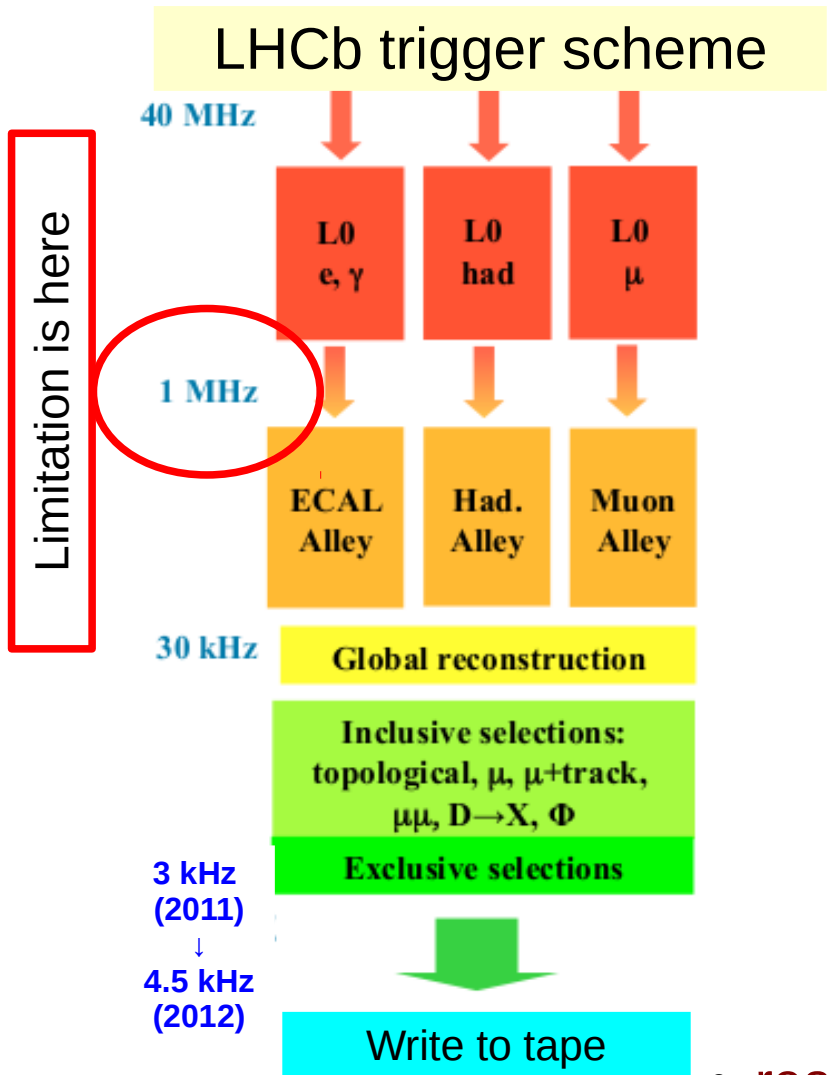 LHCb trigger scheme
40 MHz
L0
e, γ
L0
had
L0
μ
Limitation is here
1 MHz
ECAL
Alley
Had.
Alley
Muon
Alley
30 kHz
Global reconstruction
Inclusive selections:
topological, μ, μ+track,
μμ, D→X, Φ
Exclusive selections
3 kHz
(2011)
↓
4.5 kHz
(2012)
Write to tape